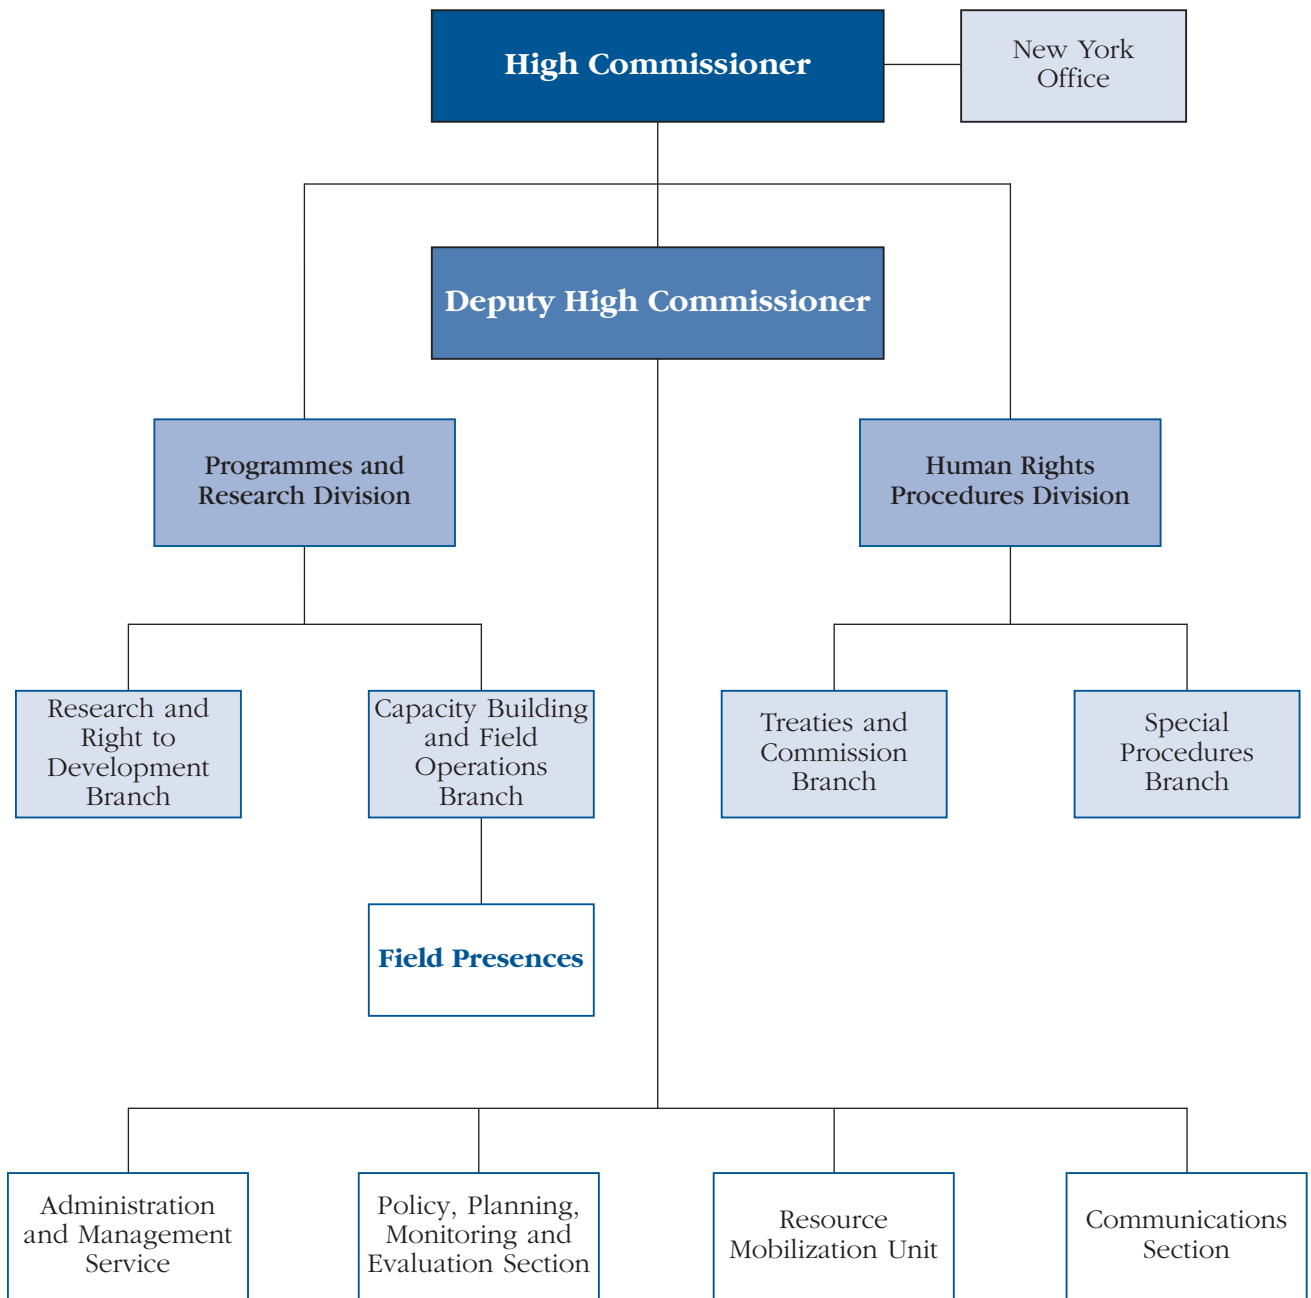 High Commissioner
New York
Office
Deputy High Commissioner
Programmes and
Research Division
Human Rights
Procedures Division
Research and
Right to
Development
Branch
Capacity Building
and Field
Operations
Branch
Treaties and
Commission
Branch
Special
Procedures
Branch
Field Presences
Administration
and Management
Service
Policy, Planning,
Monitoring and
Evaluation Section
Resource
Mobilization Unit
Communications
Section